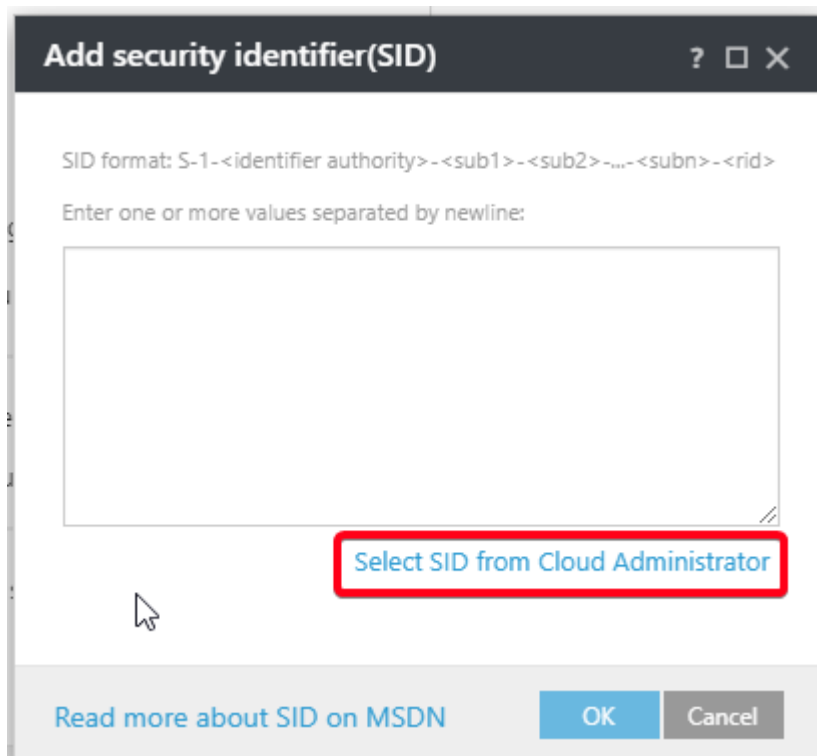 Add security identifier(SID)
?
SID format: S-1-<identifier authority>-<sub1>-<sub2>-...-<subn>-<rid>
Enter one or more values separated by newline:
Select SID from Cloud Administrator
Read more about SID on MSDN
OK
Cancel